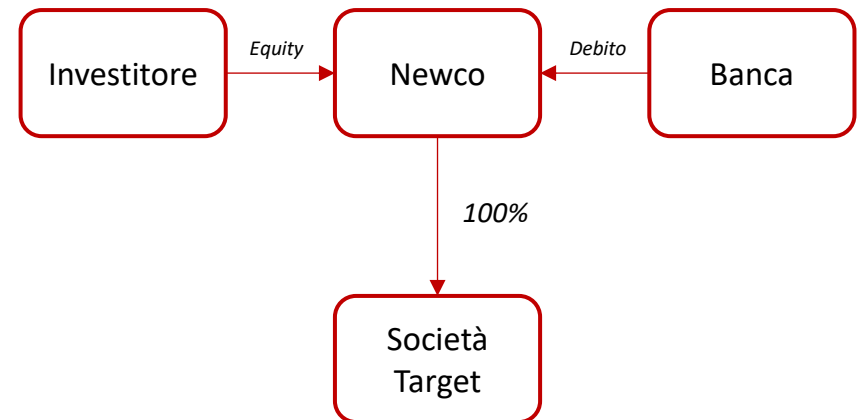 Investitore
Equity
Newco
Debito
Banca
100%
Società
Target